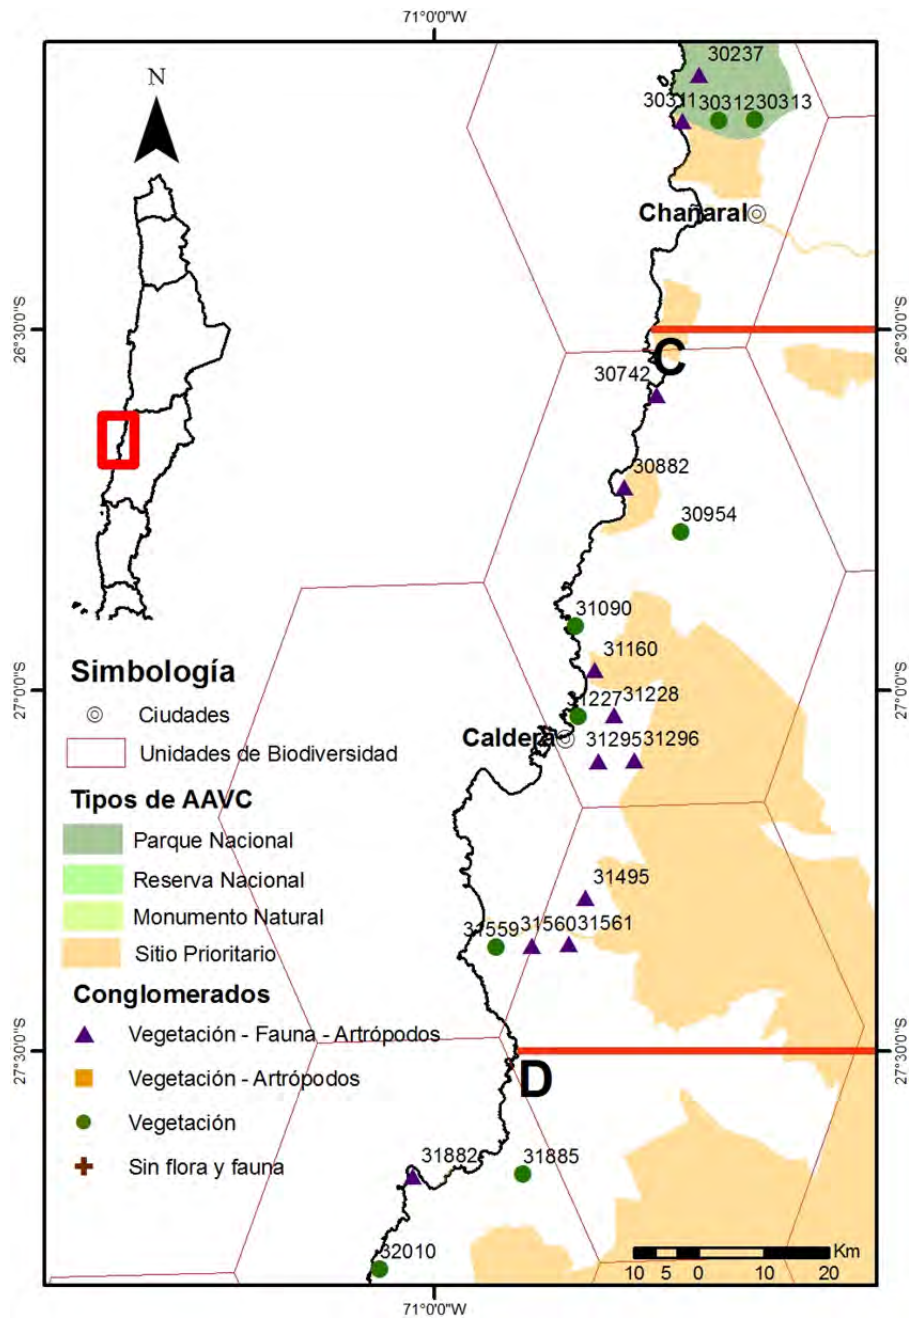 71°0'0"W
N
30237
30311
30312
30313
Chañaral
26°30'0"S
26°30'0"S
C
30742
30882
30954
31090
31160
Simbología
27°0'0"S
27°0'0"S
31227
31228
Ciudades
Caldera
31295
31296
Unidades de Biodiversidad
Tipos de AAVC
Parque Nacional
Reserva Nacional
31495
Monumento Natural
31559
31560
31561
Sitio Prioritario
Conglomerados
Vegetación - Fauna - Artrópodos
27°30'0"S
27°30'0"S
D
Vegetación - Artrópodos
Vegetación
Sin flora y fauna
31882
31885
32010
Km
10 5 0 10 20
71°0'0"W